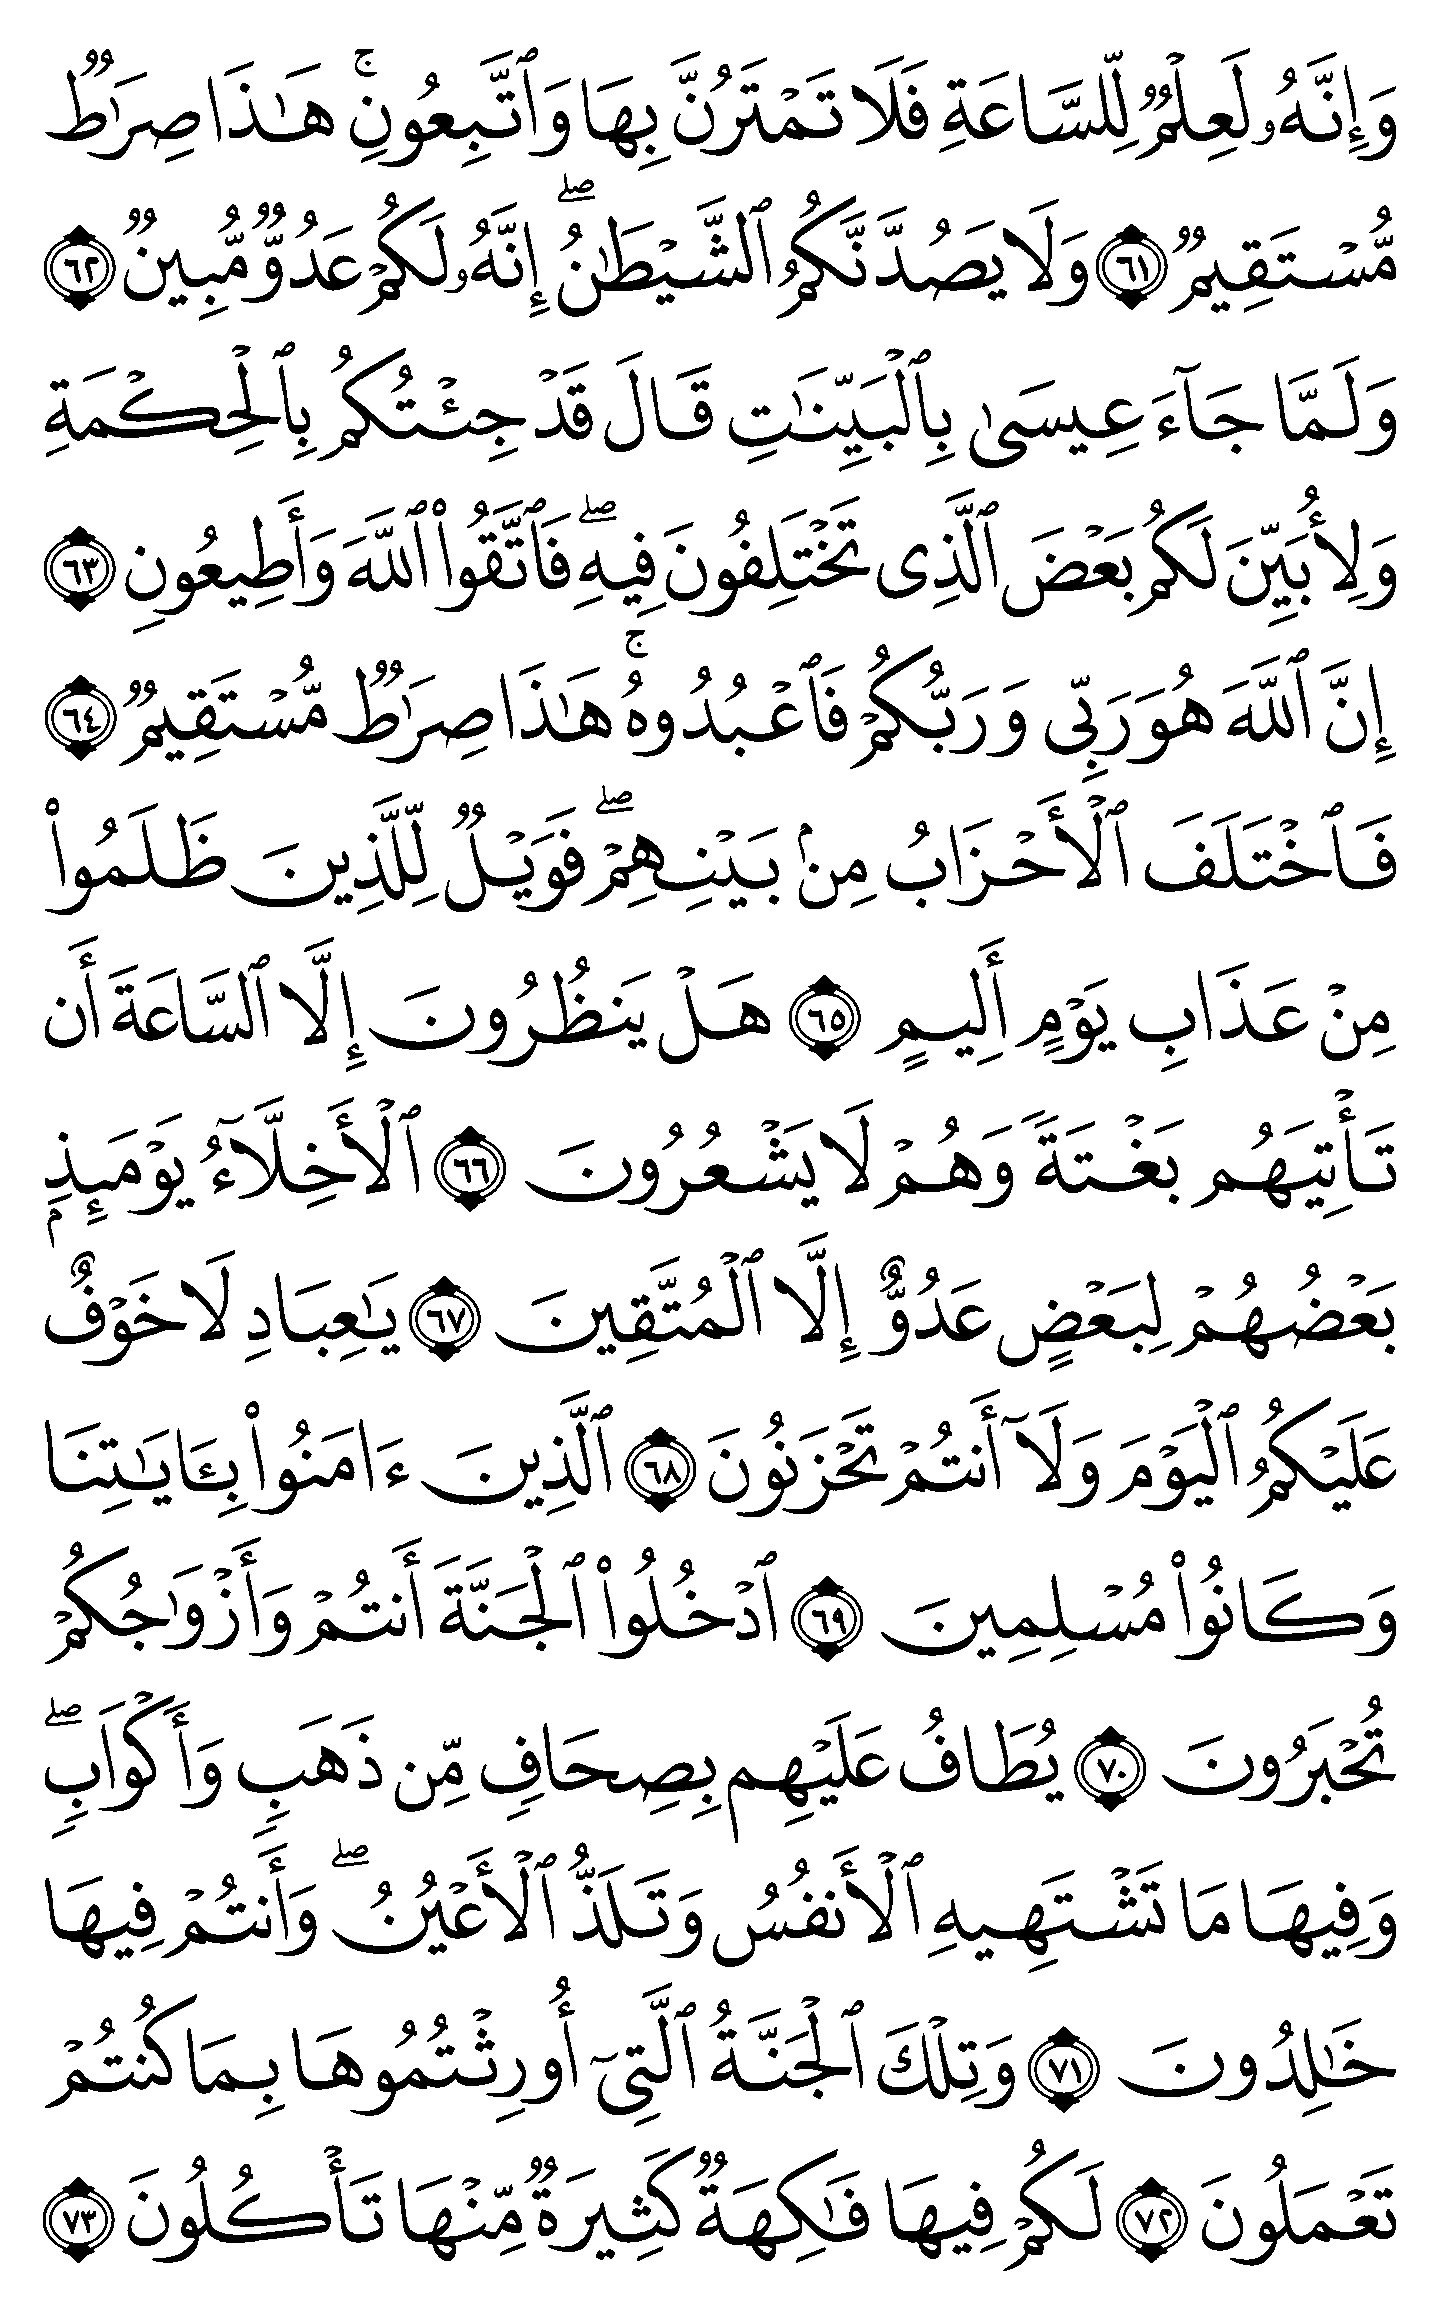 وَإِنَّهُۥ لَعِلۡمٞ لِّلسَّاعَةِ فَلَا تَمۡتَرُنَّ بِهَا وَٱتَّبِعُونِۚ هَٰذَا صِرَٰطٞ
مُّسۡتَقِيمٞ ٦١ وَلَا يَصُدَّنَّكُمُ ٱلشَّيۡطَٰنُۖ إِنَّهُۥ لَكُمۡ عَدُوّٞ مُّبِينٞ ٦٢
وَلَمَّا جَآءَ عِيسَىٰ بِٱلۡبَيِّنَٰتِ قَالَ قَدۡ جِئۡتُكُم بِٱلۡحِكۡمَةِ
وَلِأُبَيِّنَ لَكُم بَعۡضَ ٱلَّذِي تَخۡتَلِفُونَ فِيهِۖ فَٱتَّقُواْ ٱللَّهَ وَأَطِيعُونِ ٦٣
إِنَّ ٱللَّهَ هُوَ رَبِّي وَرَبُّكُمۡ فَٱعۡبُدُوهُۚ هَٰذَا صِرَٰطٞ مُّسۡتَقِيمٞ ٦٤
فَٱخۡتَلَفَ ٱلۡأَحۡزَابُ مِنۢ بَيۡنِهِمۡۖ فَوَيۡلٞ لِّلَّذِينَ ظَلَمُواْ
مِنۡ عَذَابِ يَوۡمٍ أَلِيمٍ ٦٥ هَلۡ يَنظُرُونَ إِلَّا ٱلسَّاعَةَ أَن
تَأۡتِيَهُم بَغۡتَةٗ وَهُمۡ لَا يَشۡعُرُونَ ٦٦ ٱلۡأَخِلَّآءُ يَوۡمَئِذِۭ
بَعۡضُهُمۡ لِبَعۡضٍ عَدُوٌّ إِلَّا ٱلۡمُتَّقِينَ ٦٧ يَٰعِبَادِ لَا خَوۡفٌ
عَلَيۡكُمُ ٱلۡيَوۡمَ وَلَآ أَنتُمۡ تَحۡزَنُونَ ٦٨ ٱلَّذِينَ ءَامَنُواْ بِـَٔايَٰتِنَا
وَكَانُواْ مُسۡلِمِينَ ٦٩ ٱدۡخُلُواْ ٱلۡجَنَّةَ أَنتُمۡ وَأَزۡوَٰجُكُمۡ
تُحۡبَرُونَ ٧٠ يُطَافُ عَلَيۡهِم بِصِحَافٖ مِّن ذَهَبٖ وَأَكۡوَابٖۖ
وَفِيهَا مَا تَشۡتَهِيهِ ٱلۡأَنفُسُ وَتَلَذُّ ٱلۡأَعۡيُنُۖ وَأَنتُمۡ فِيهَا
خَٰلِدُونَ ٧١ وَتِلۡكَ ٱلۡجَنَّةُ ٱلَّتِيٓ أُورِثۡتُمُوهَا بِمَا كُنتُمۡ
تَعۡمَلُونَ ٧٢ لَكُمۡ فِيهَا فَٰكِهَةٞ كَثِيرَةٞ مِّنۡهَا تَأۡكُلُونَ ٧٣